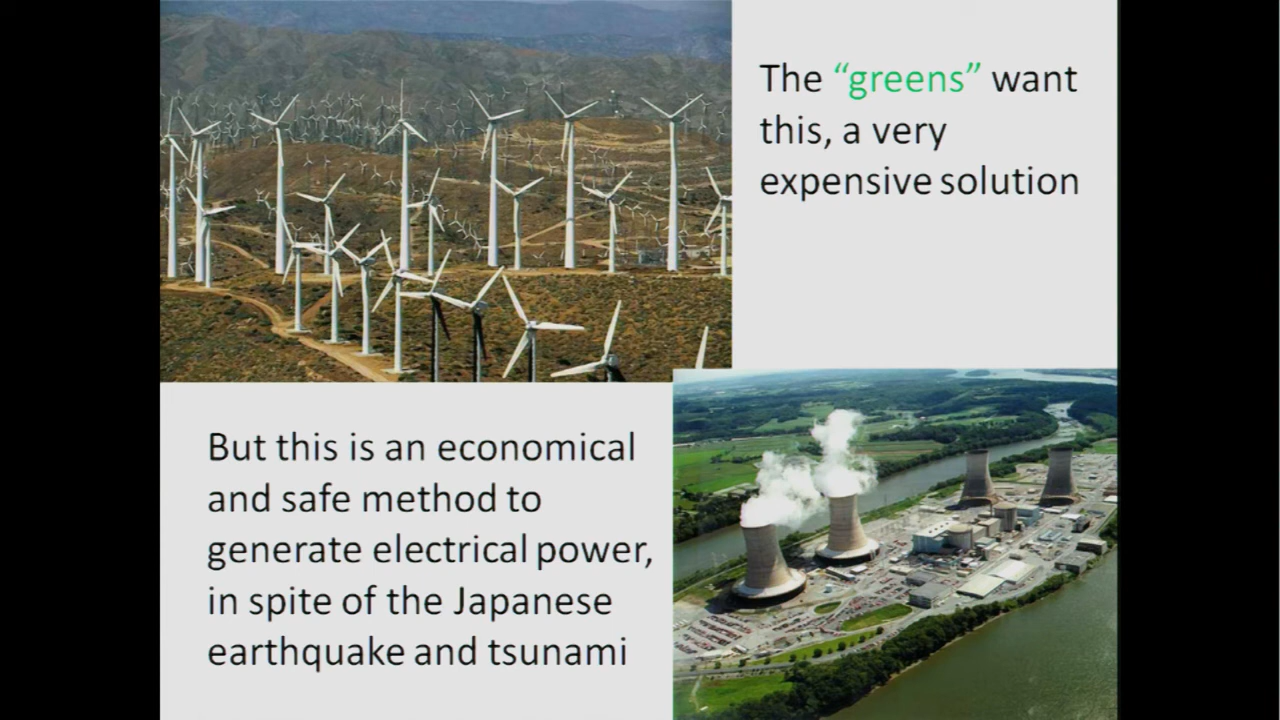 The “greens” want
this, a very
expensive solution
But this is an economical
and safe method to
generate electrical power,
in spite of the Japanese
earthquake and tsunami